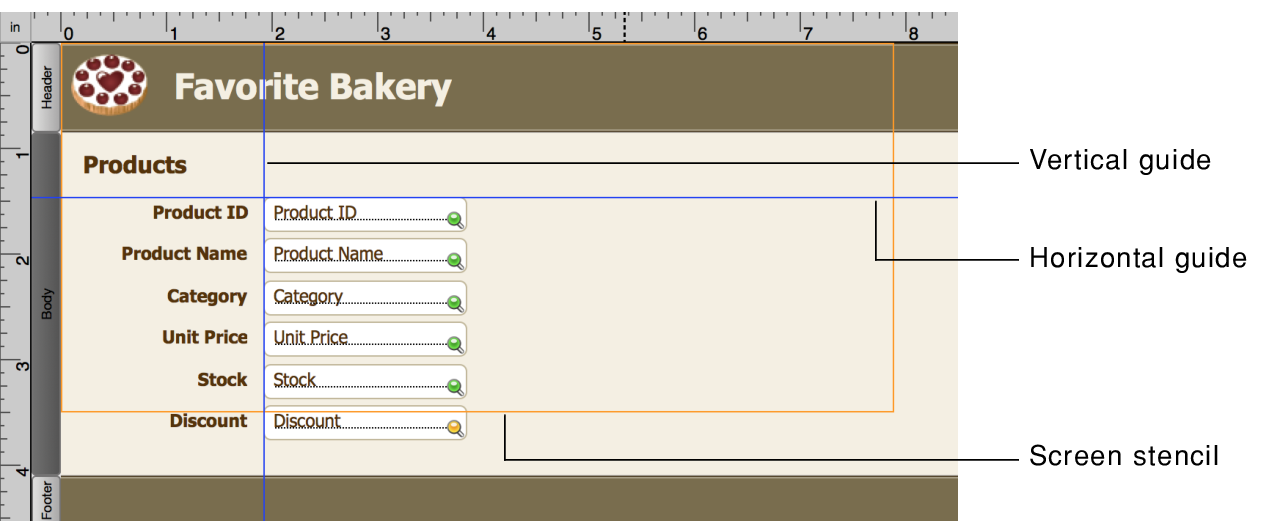 in
0 1 2 3 4 5 6 7 8
0
Header
Favorite Bakery
1
Products
Vertical guide
Product ID Product ID
Product Name Product Name
2
Horizontal guide
Body
Category Category
Unit Price Unit Price
3
Stock Stock
Discount Discount
Screen stencil
4
Footer